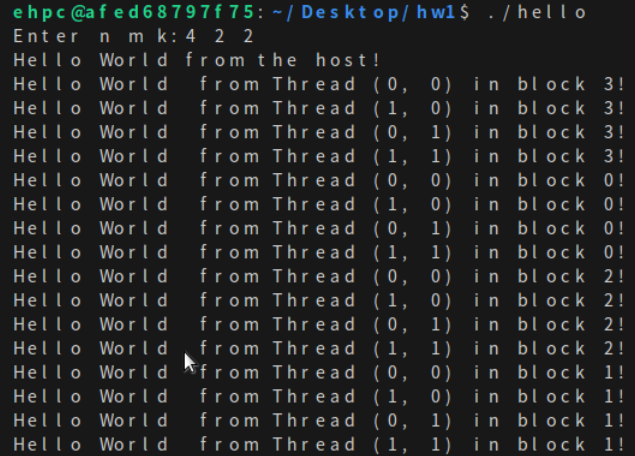 ehpc@afed68797f75:~/Desktop/hw1$ ./hello
Enter n m k:4 2 2
Hello World from the host!
Hello World  from Thread (0, 0) in block 3!
Hello World  from Thread (1, 0) in block 3!
Hello World  from Thread (0, 1) in block 3!
Hello World  from Thread (1, 1) in block 3!
Hello World  from Thread (0, 0) in block 0!
Hello World  from Thread (1, 0) in block 0!
Hello World  from Thread (0, 1) in block 0!
Hello World  from Thread (1, 1) in block 0!
Hello World  from Thread (0, 0) in block 2!
Hello World  from Thread (1, 0) in block 2!
Hello World  from Thread (0, 1) in block 2!
Hello World  from Thread (1, 1) in block 2!
Hello World  from Thread (0, 0) in block 1!
Hello World  from Thread (1, 0) in block 1!
Hello World  from Thread (0, 1) in block 1!
Hello World  from Thread (1, 1) in block 1!